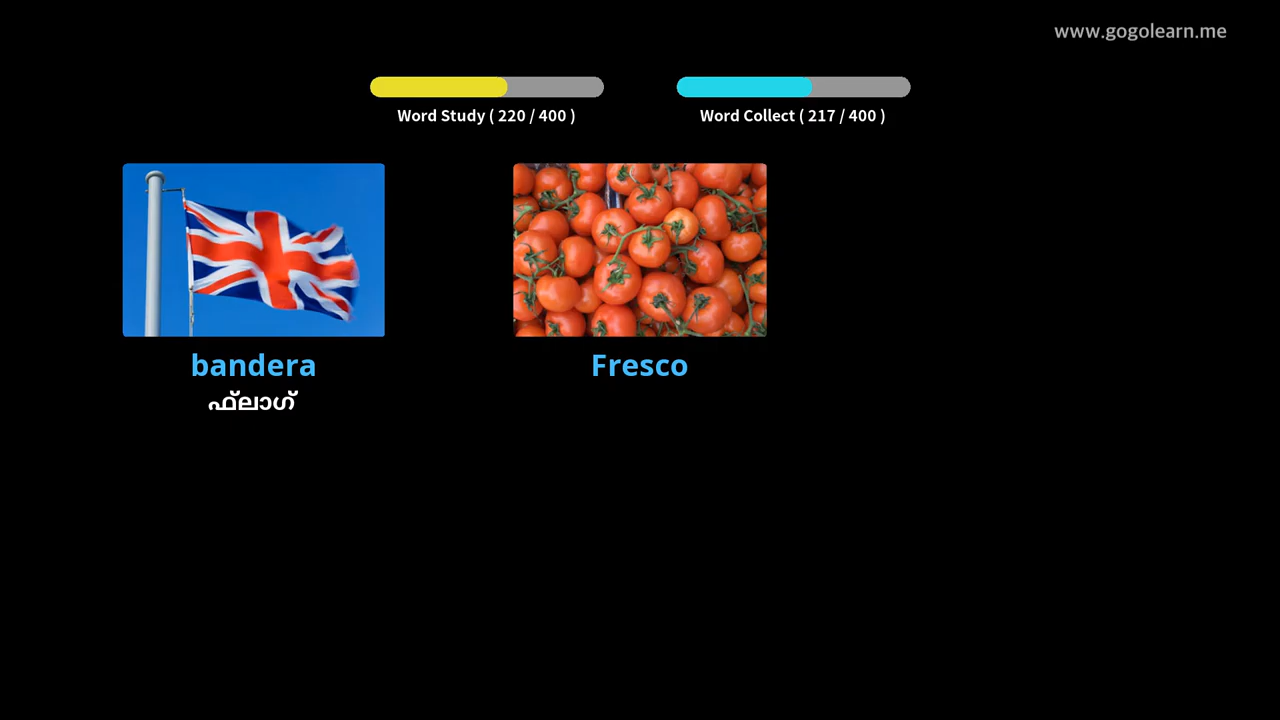 www.gogolearn.me
Word Study ( 220 / 400 )
Word Collect ( 217 / 400 )
bandera
ഫ്ലാഗ്
Fresco